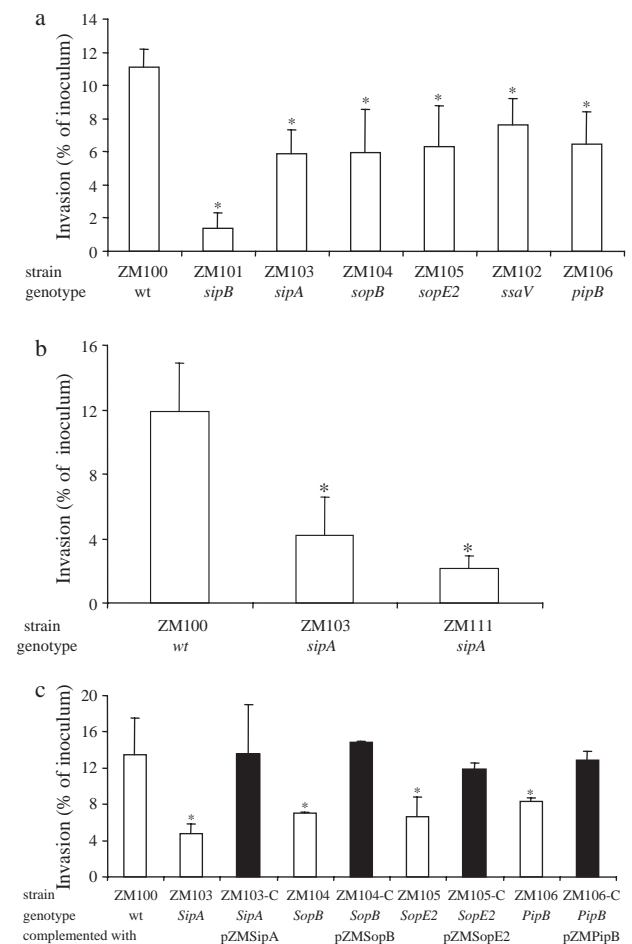 a
Invasion (% of inoculum)
14
12
10
8
6
4
2
0
* * * * * *
strain ZM100 ZM101 ZM103 ZM104 ZM105 ZM102 ZM106
genotype wt sipB sipA sopB sopE2 ssaV pipB
b
Invasion (% of inoculum)
16
12
8
4
0
* *
strain ZM100 ZM103 ZM111
genotype wt sipA sipA
c
Invasion (% of inoculum)
20
16
12
8
4
0
* * * *
strain ZM100 ZM103 ZM103-C ZM104 ZM104-C ZM105 ZM105-C ZM106 ZM106-C
genotype wt SipA SipA SopB SopB SopE2 SopE2 PipB PipB
complemented with pZMSipA pZMSopB pZMSopE2 pZMPipB